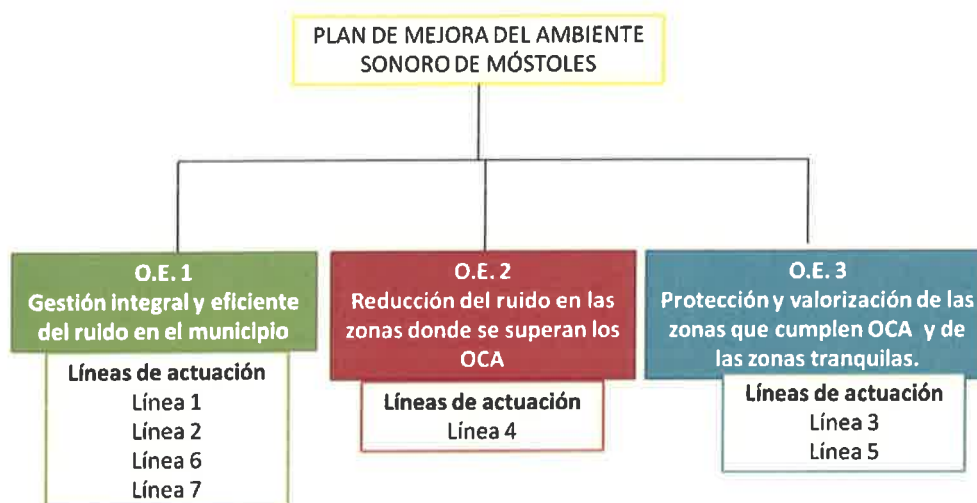 PLAN DE MEJORA DEL AMBIENTE
SONORO DE MÓSTOLES
O.E. 1
Gestión integral y eficiente
del ruido en el municipio
Líneas de actuación
Línea 1
Línea 2
Línea 6
Línea 7
O.E. 2
Reducción del ruido en las
zonas donde se superan los
OCA
Líneas de actuación
Línea 4
O.E. 3
Protección y valorización de las
zonas que cumplen OCA y de
las zonas tranquilas.
Líneas de actuación
Línea 3
Línea 5